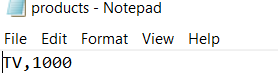 products - Notepad
File Edit Format View Help
TV,1000